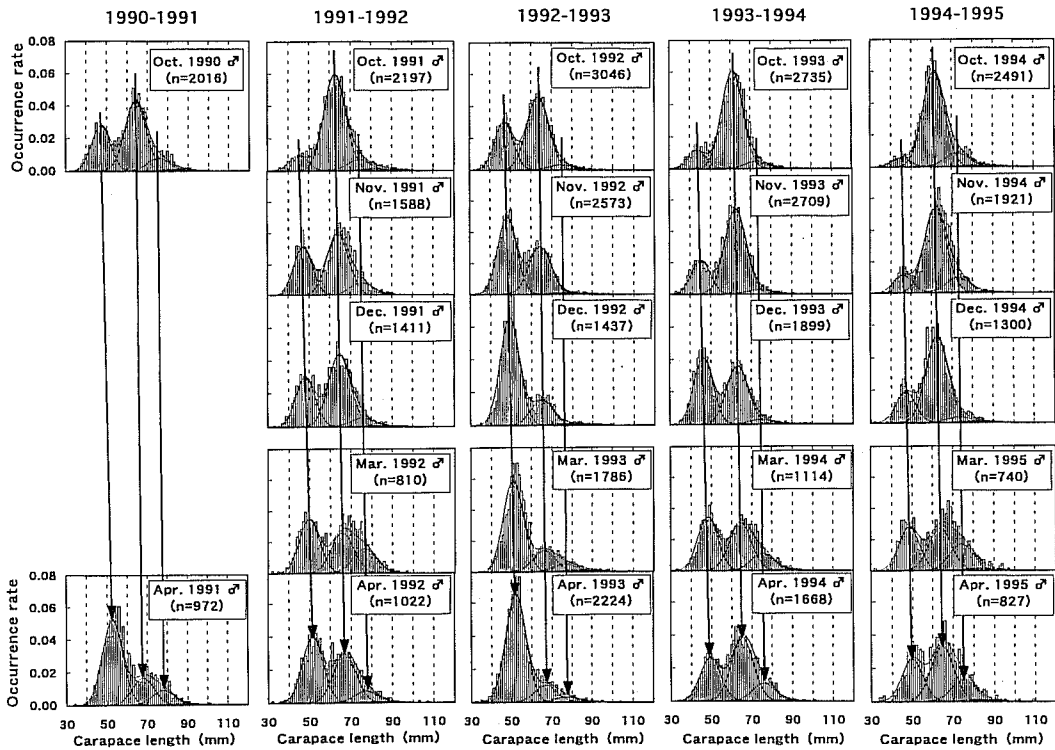 1990-1991 1991-1992 1992-1993 1993-1994 1994-1995
Occurrence rate
0.08
0.06
0.04
0.02
0.00
Oct. 1990 ♂
(n=2016)
Oct. 1991 ♂
(n=2197)
Oct. 1992 ♂
(n=3046)
Oct. 1993 ♂
(n=2735)
Oct. 1994 ♂
(n=2491)
Nov. 1991 ♂
(n=1588)
Nov. 1992 ♂
(n=2573)
Nov. 1993 ♂
(n=2709)
Nov. 1994 ♂
(n=1921)
Dec. 1991 ♂
(n=1411)
Dec. 1992 ♂
(n=1437)
Dec. 1993 ♂
(n=1899)
Dec. 1994 ♂
(n=1300)
Mar. 1992 ♂
(n=810)
Mar. 1993 ♂
(n=1786)
Mar. 1994 ♂
(n=1114)
Mar. 1995 ♂
(n=740)
Occurrence rate
0.08
0.06
0.04
0.02
0.00
Apr. 1991 ♂
(n=972)
Apr. 1992 ♂
(n=1022)
Apr. 1993 ♂
(n=2224)
Apr. 1994 ♂
(n=1668)
Apr. 1995 ♂
(n=827)
30 50 70 90 110 30 50 70 90 110 30 50 70 90 110 30 50 70 90 110 30 50 70 90 110
Carapace length (mm) Carapace length (mm) Carapace length (mm) Carapace length (mm) Carapace length (mm)